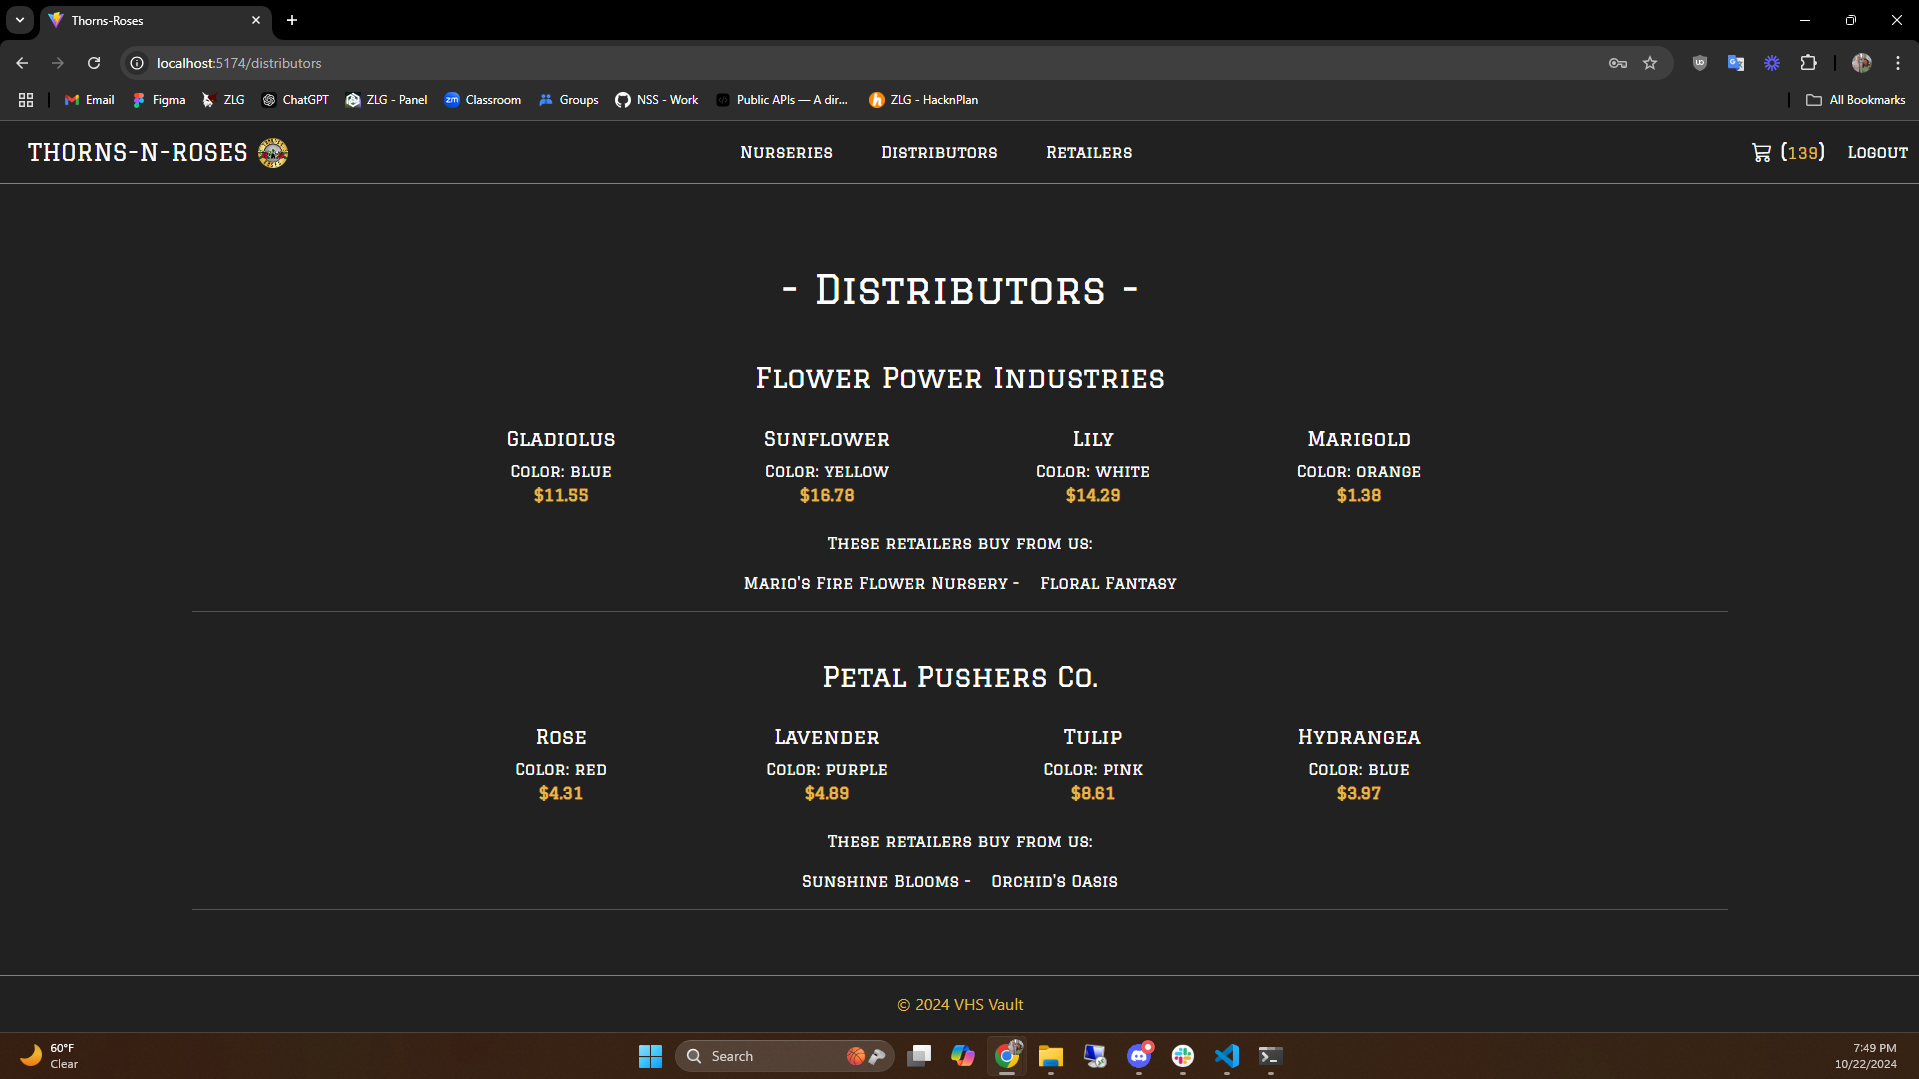 Thorns-Roses
localhost:5174/distributors
Email Figma ZLG ChatGPT ZLG - Panel Classroom Groups NSS - Work Public APIs — A dir... ZLG - HacknPlan All Bookmarks
THORNS-N-ROSES Nurseries Distributors Retailers (139) Logout
- Distributors -
Flower Power Industries
Gladiolus Sunflower Lily Marigold
Color: blue Color: yellow Color: white Color: orange
$11.55 $16.78 $14.29 $1.38
These retailers buy from us:
Mario's Fire Flower Nursery - Floral Fantasy
Petal Pushers Co.
Rose Lavender Tulip Hydrangea
Color: red Color: purple Color: pink Color: blue
$4.31 $4.89 $8.61 $3.97
These retailers buy from us:
Sunshine Blooms - Orchid's Oasis
© 2024 VHS Vault
60°F
Clear
Search
7:49 PM
10/22/2024